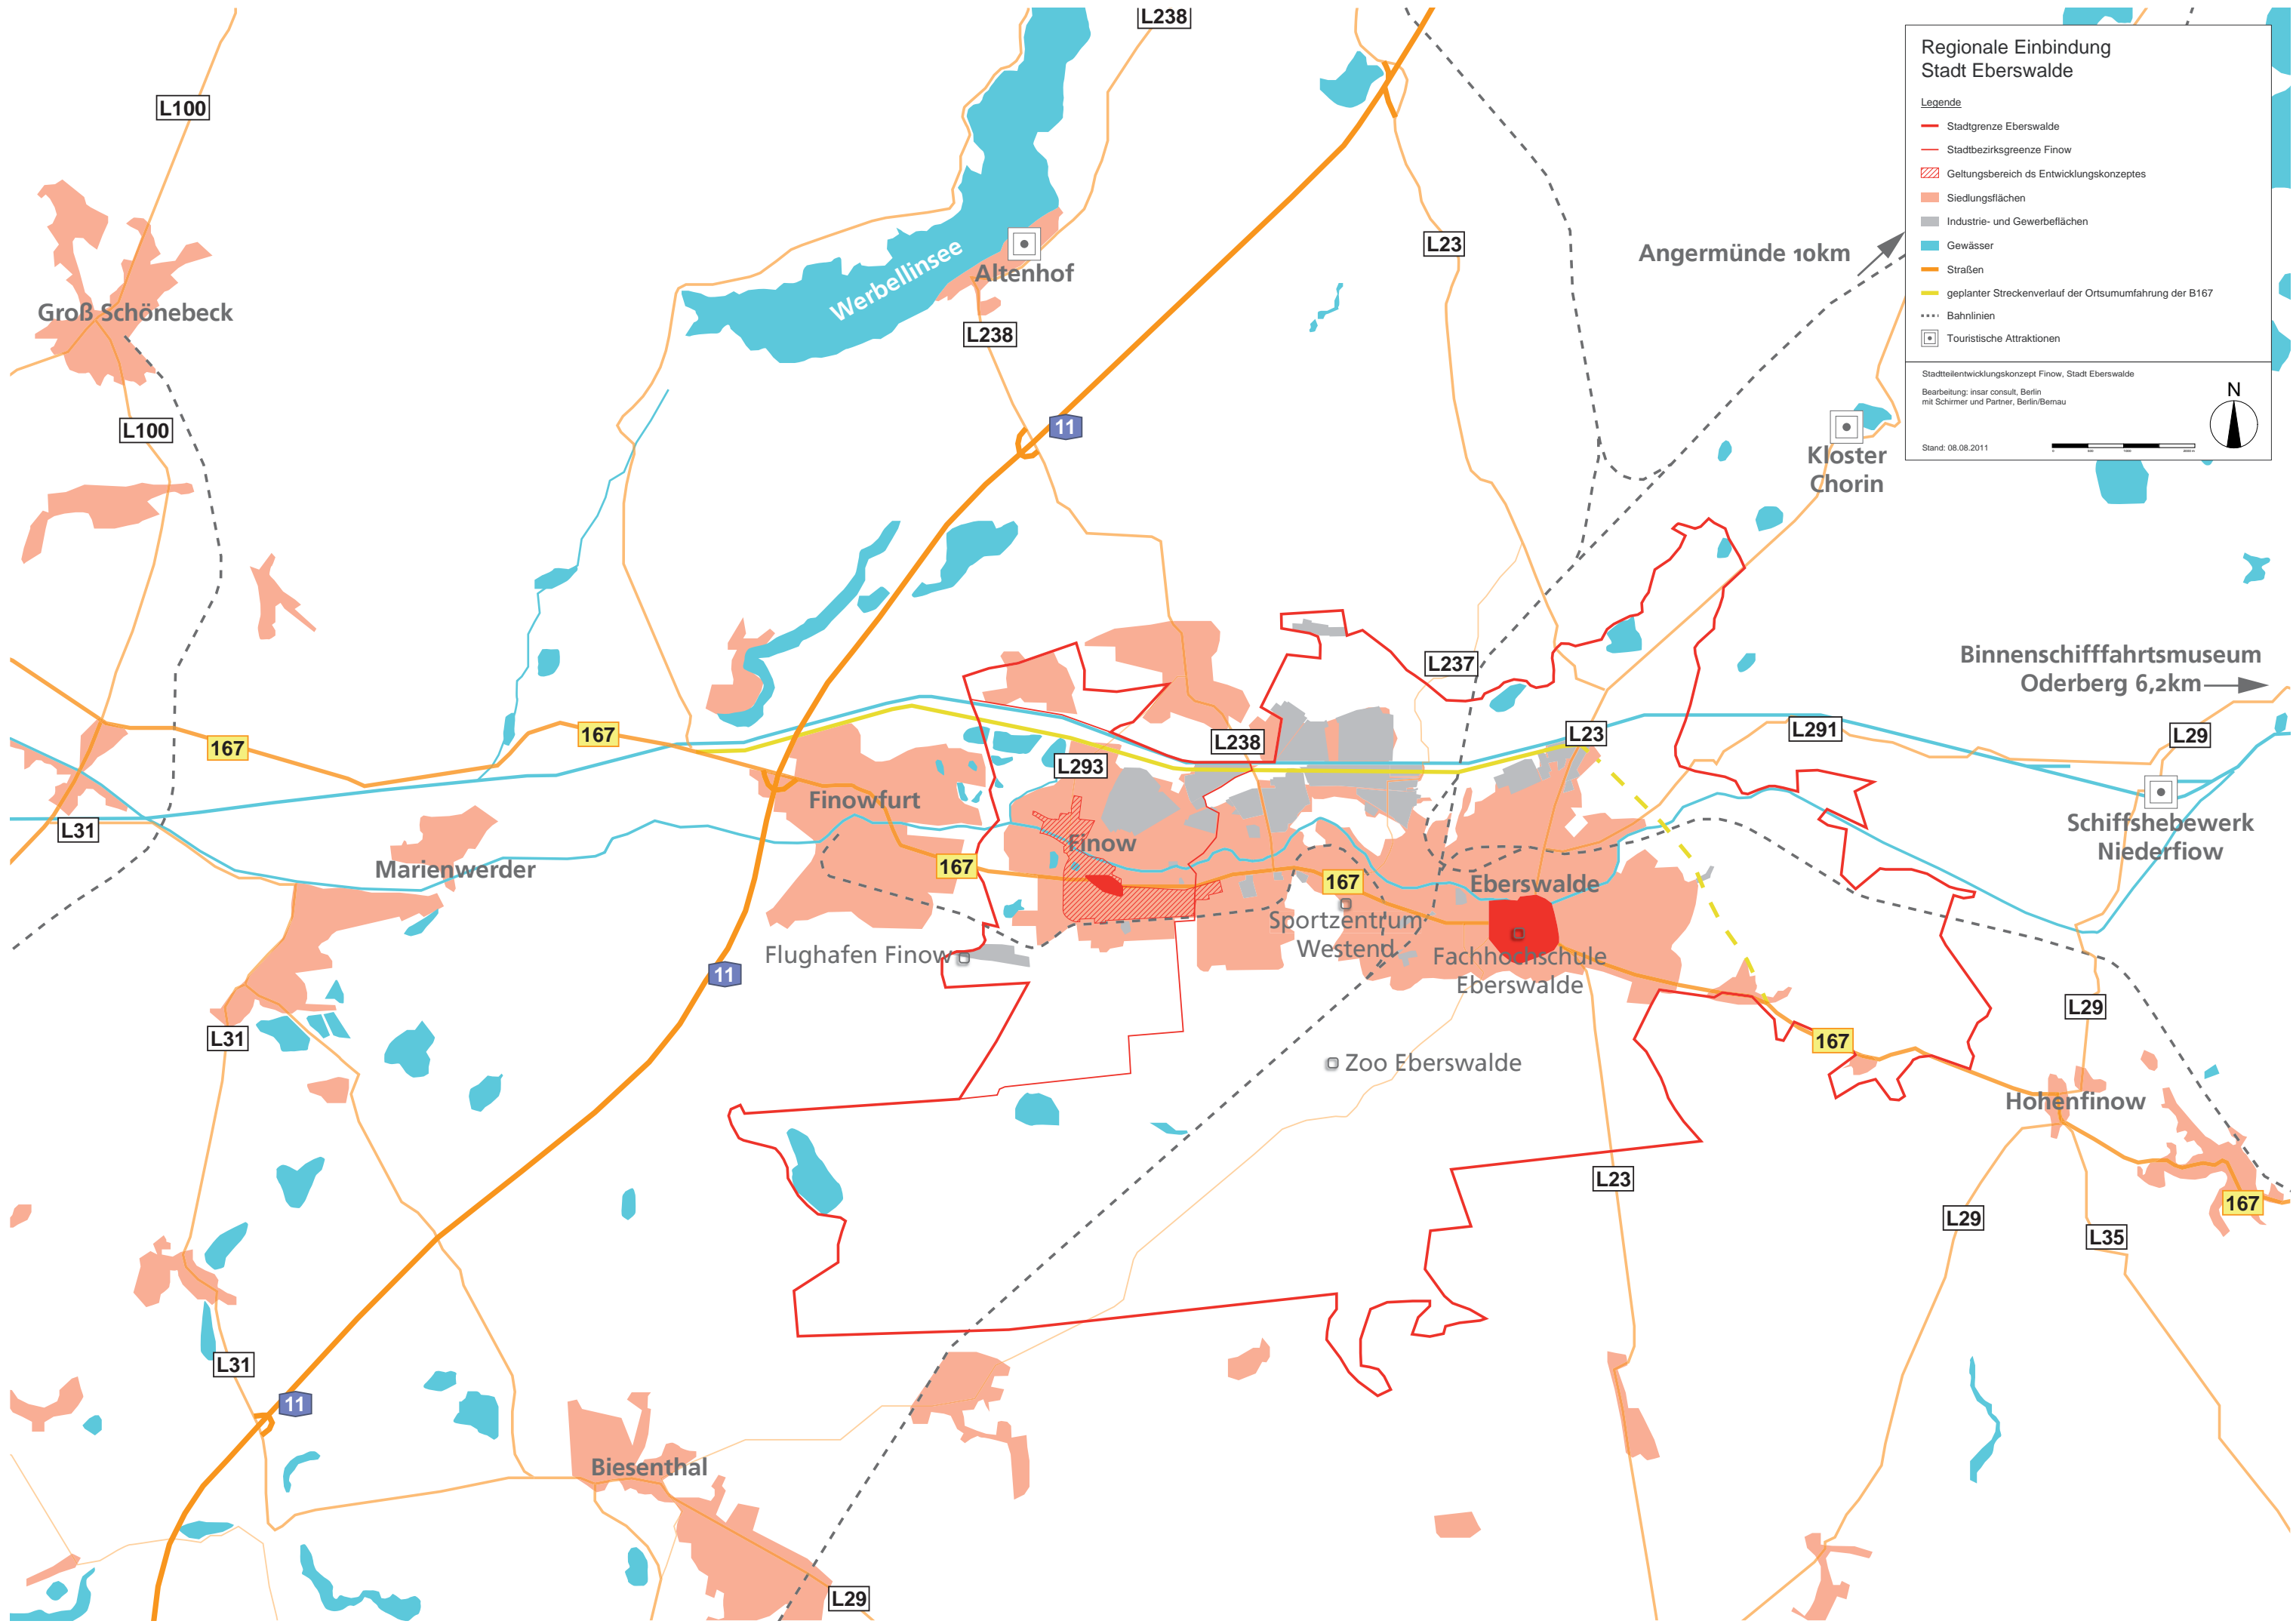 L238
L100
Regionale Einbindung
Stadt Eberswalde
Legende
Stadtgrenze Eberswalde
Stadtbezirksgreenze Finow
Geltungsbereich ds Entwicklungskonzeptes
Siedlungsflächen
Industrie- und Gewerbeflächen
Gewässer
Straßen
geplanter Streckenverlauf der Ortsumumfahrung der B167
Bahnlinien
Touristische Attraktionen
Stadtteilentwicklungskonzept Finow, Stadt Eberswalde
Bearbeitung: insar consult, Berlin
mit Schirmer und Partner, Berlin/Bernau
N
Stand: 08.08.2011
L23
Angermünde 10km
Werbellinsee
Altenhof
Groß Schönebeck
L238
L100
11
Kloster
Chorin
L237
Binnenschifffahrtsmuseum
Oderberg 6,2km
167
167
L238
L23
L291
L29
L293
Finowfurt
L31
Schiffshebewerk
Niederfiow
Finow
Marienwerder
167
167
Eberswalde
Sportzentrum
Westend
Flughafen Finow
Fachhochschule
Eberswalde
11
L29
L31
167
Zoo Eberswalde
Hohenfinow
L23
167
L29
L35
L31
11
Biesenthal
L29